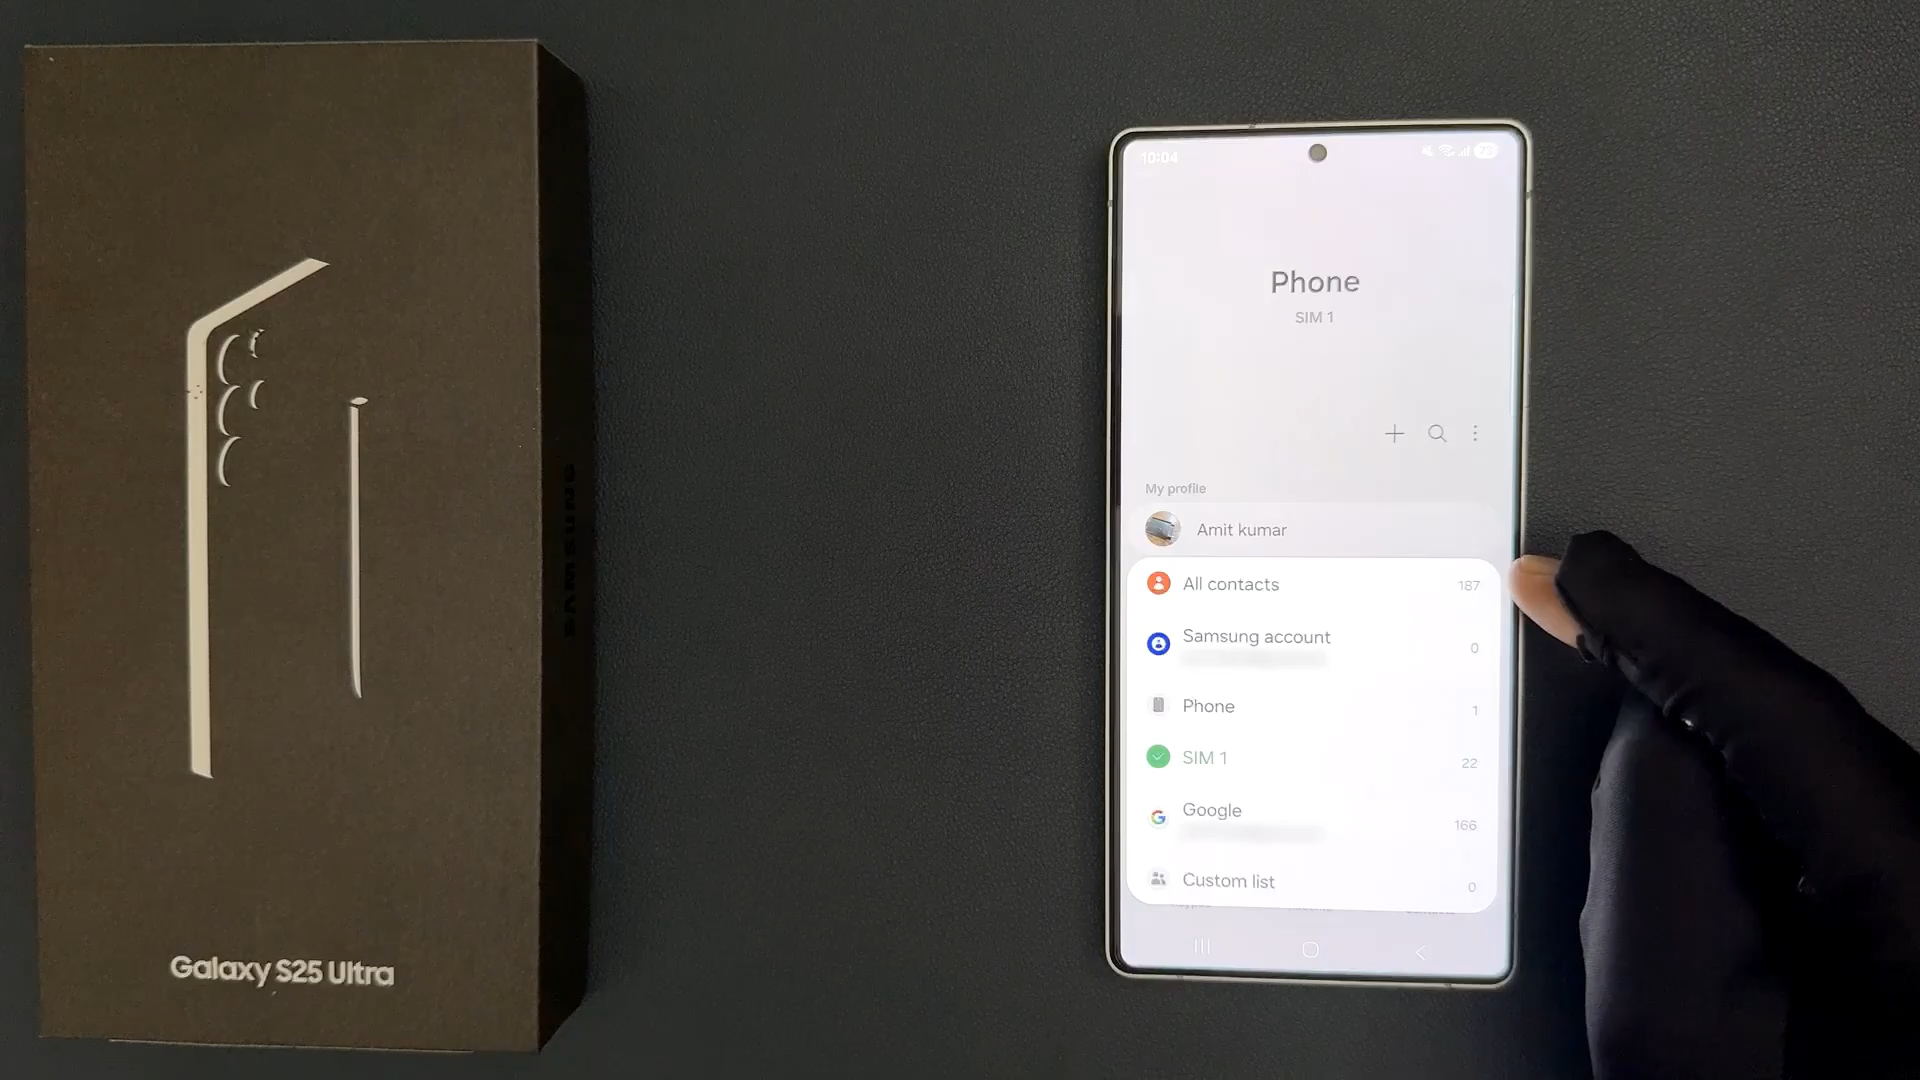 SAMSUNG
Galaxy S25 Ultra
10:04
Phone
SIM 1
My profile
Amit kumar
All contacts 187
Samsung account
0
Phone 1
SIM 1 22
Google
166
Custom list 0